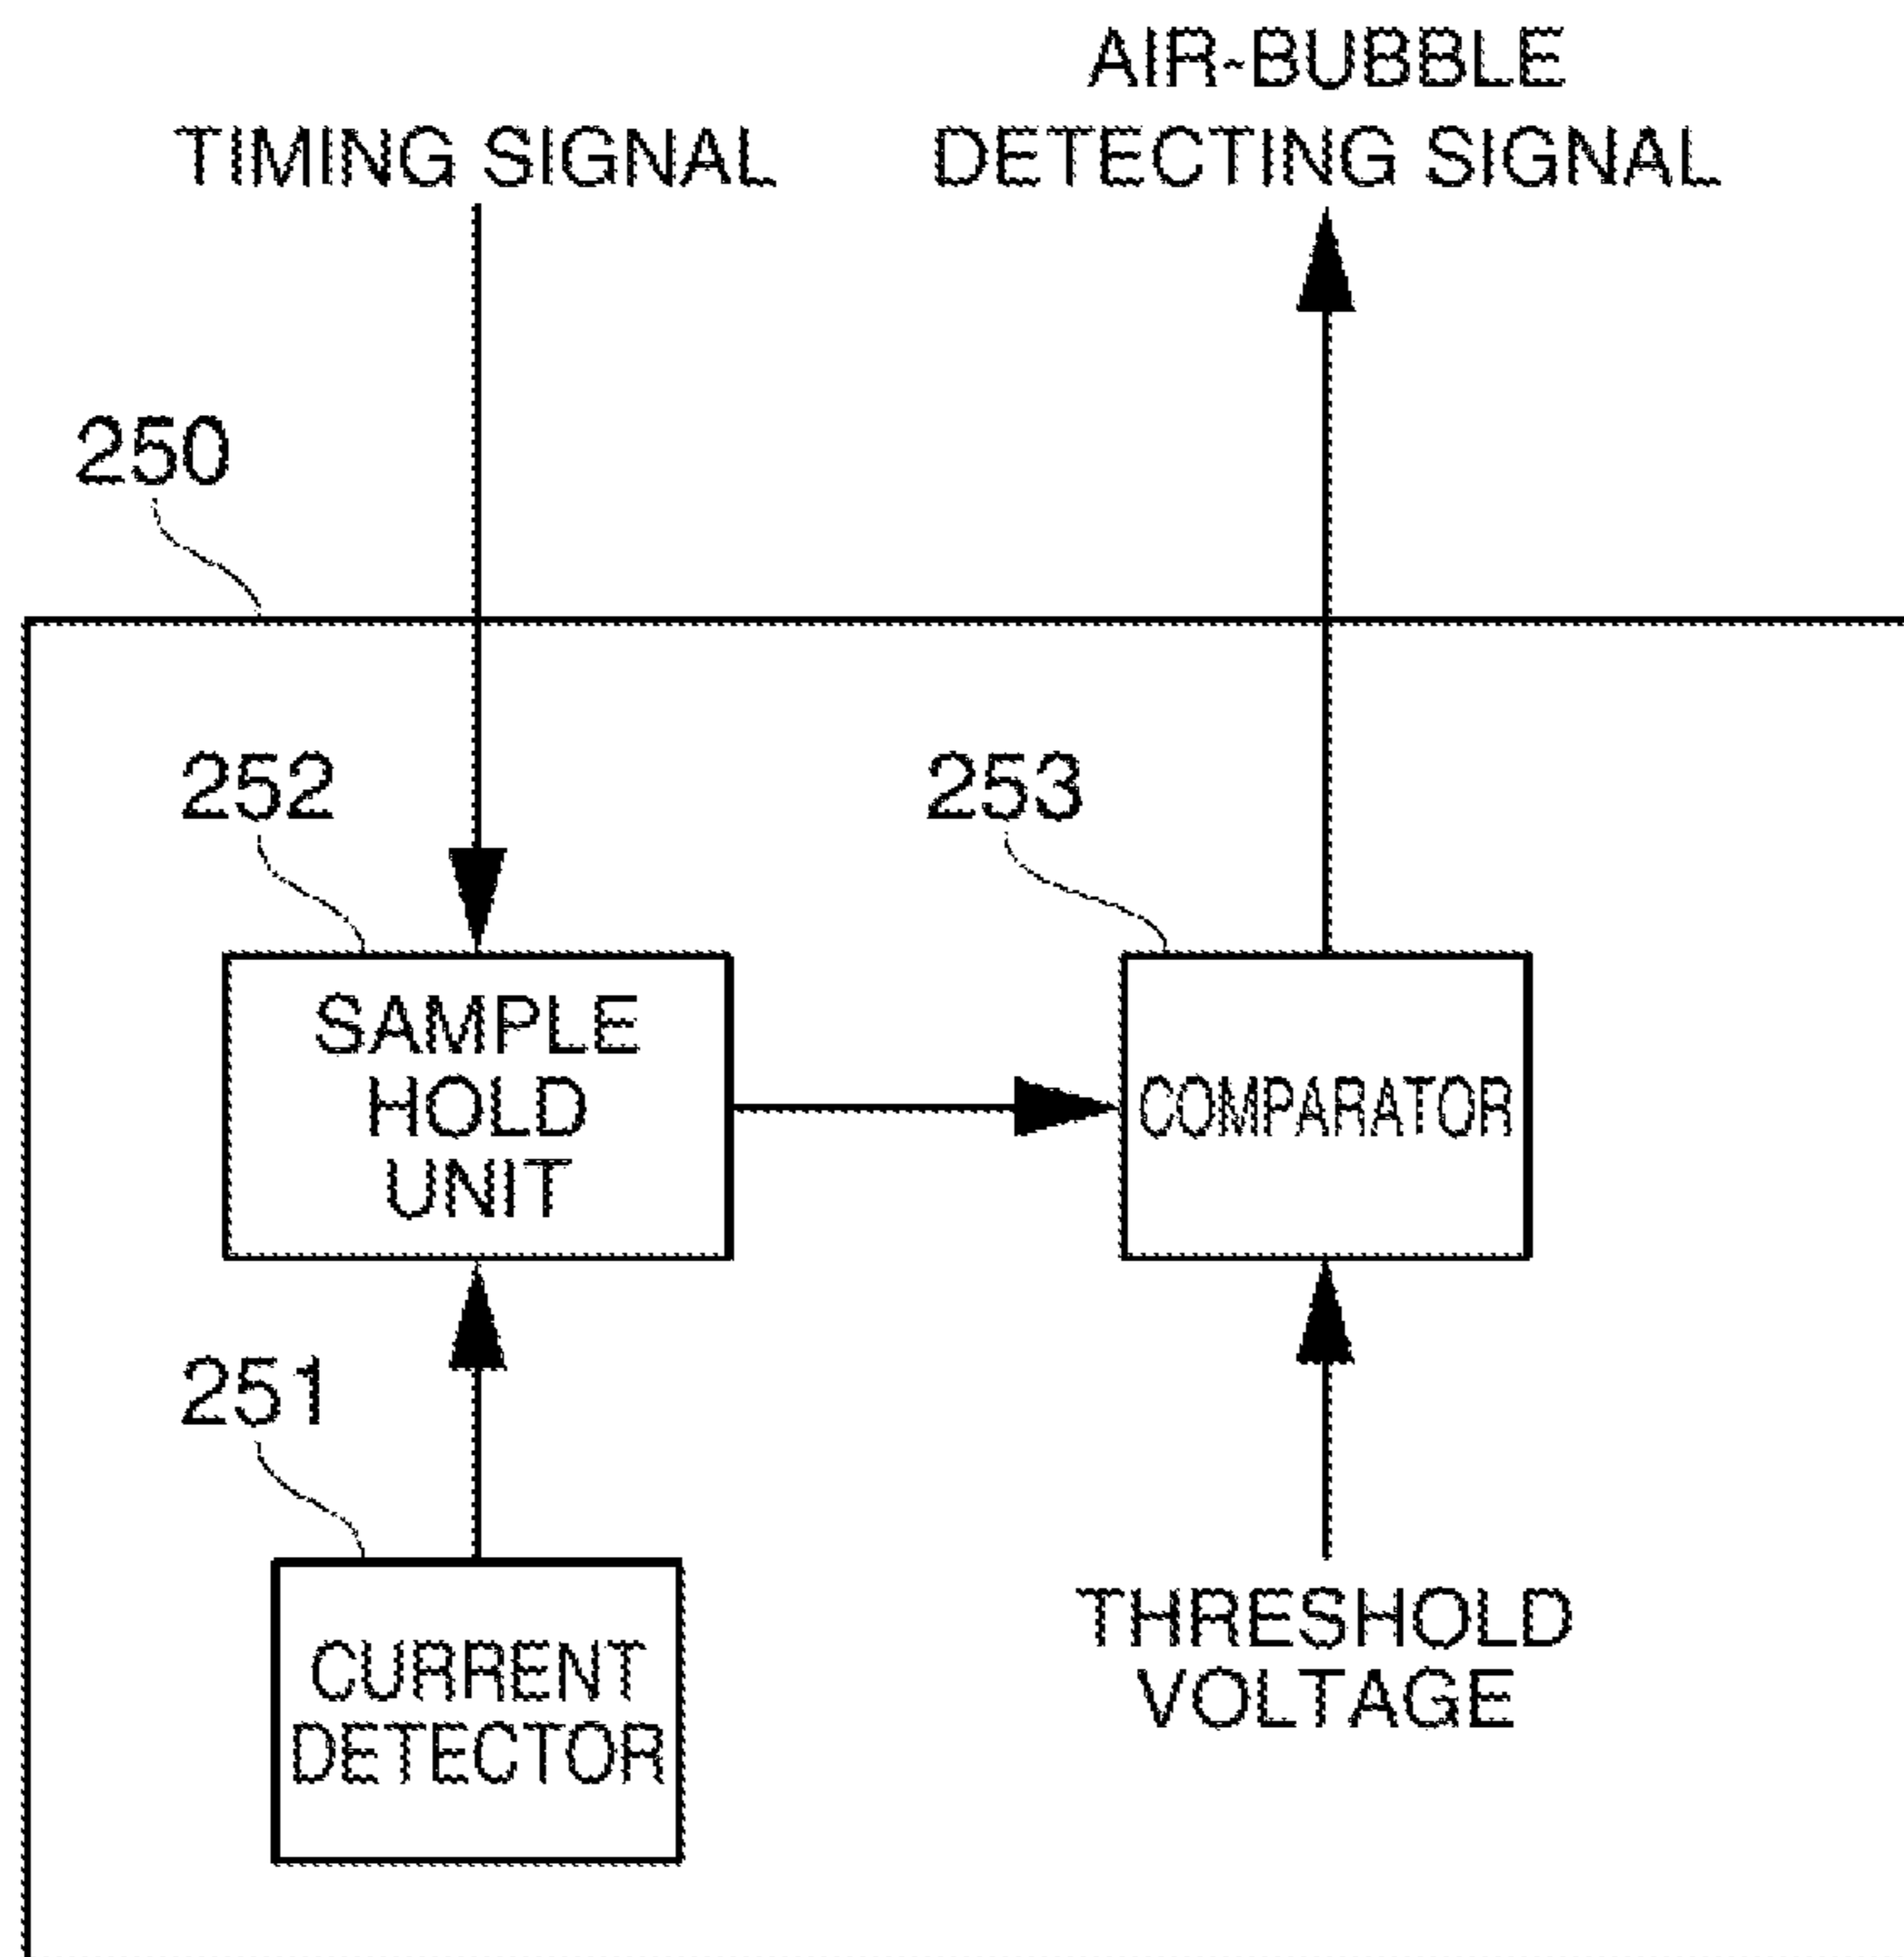 AIR-BUBBLE
TIMING SIGNAL
DETECTING SIGNAL
250
252
253
SAMPLE
HOLD
UNIT
COMPARATOR
251
CURRENT
DETECTOR
THRESHOLD
VOLTAGE